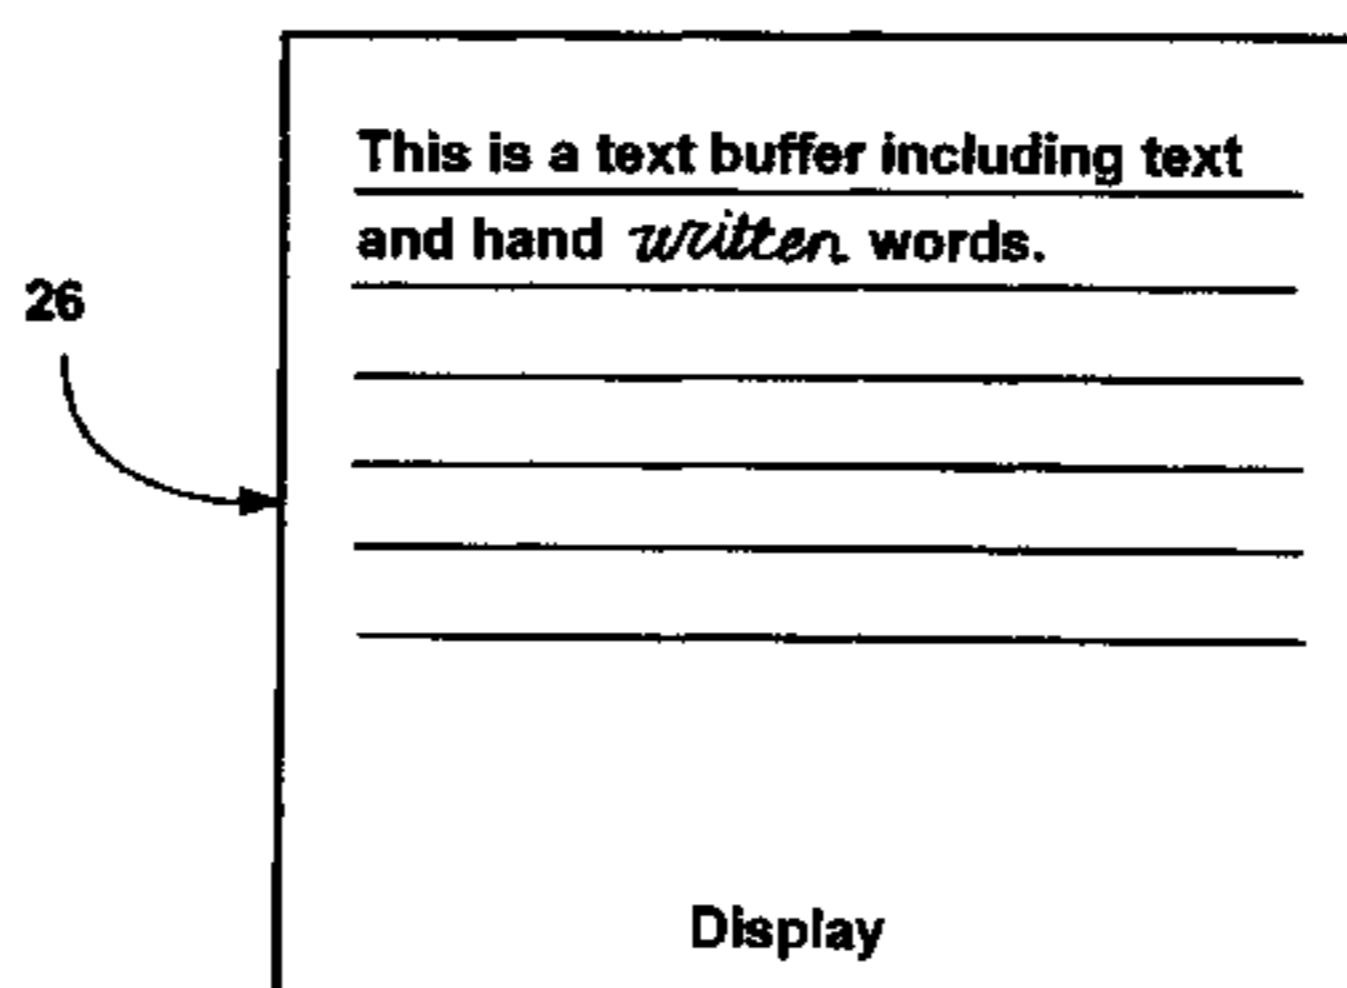 This is a text buffer including text
and hand written words.
26
Display